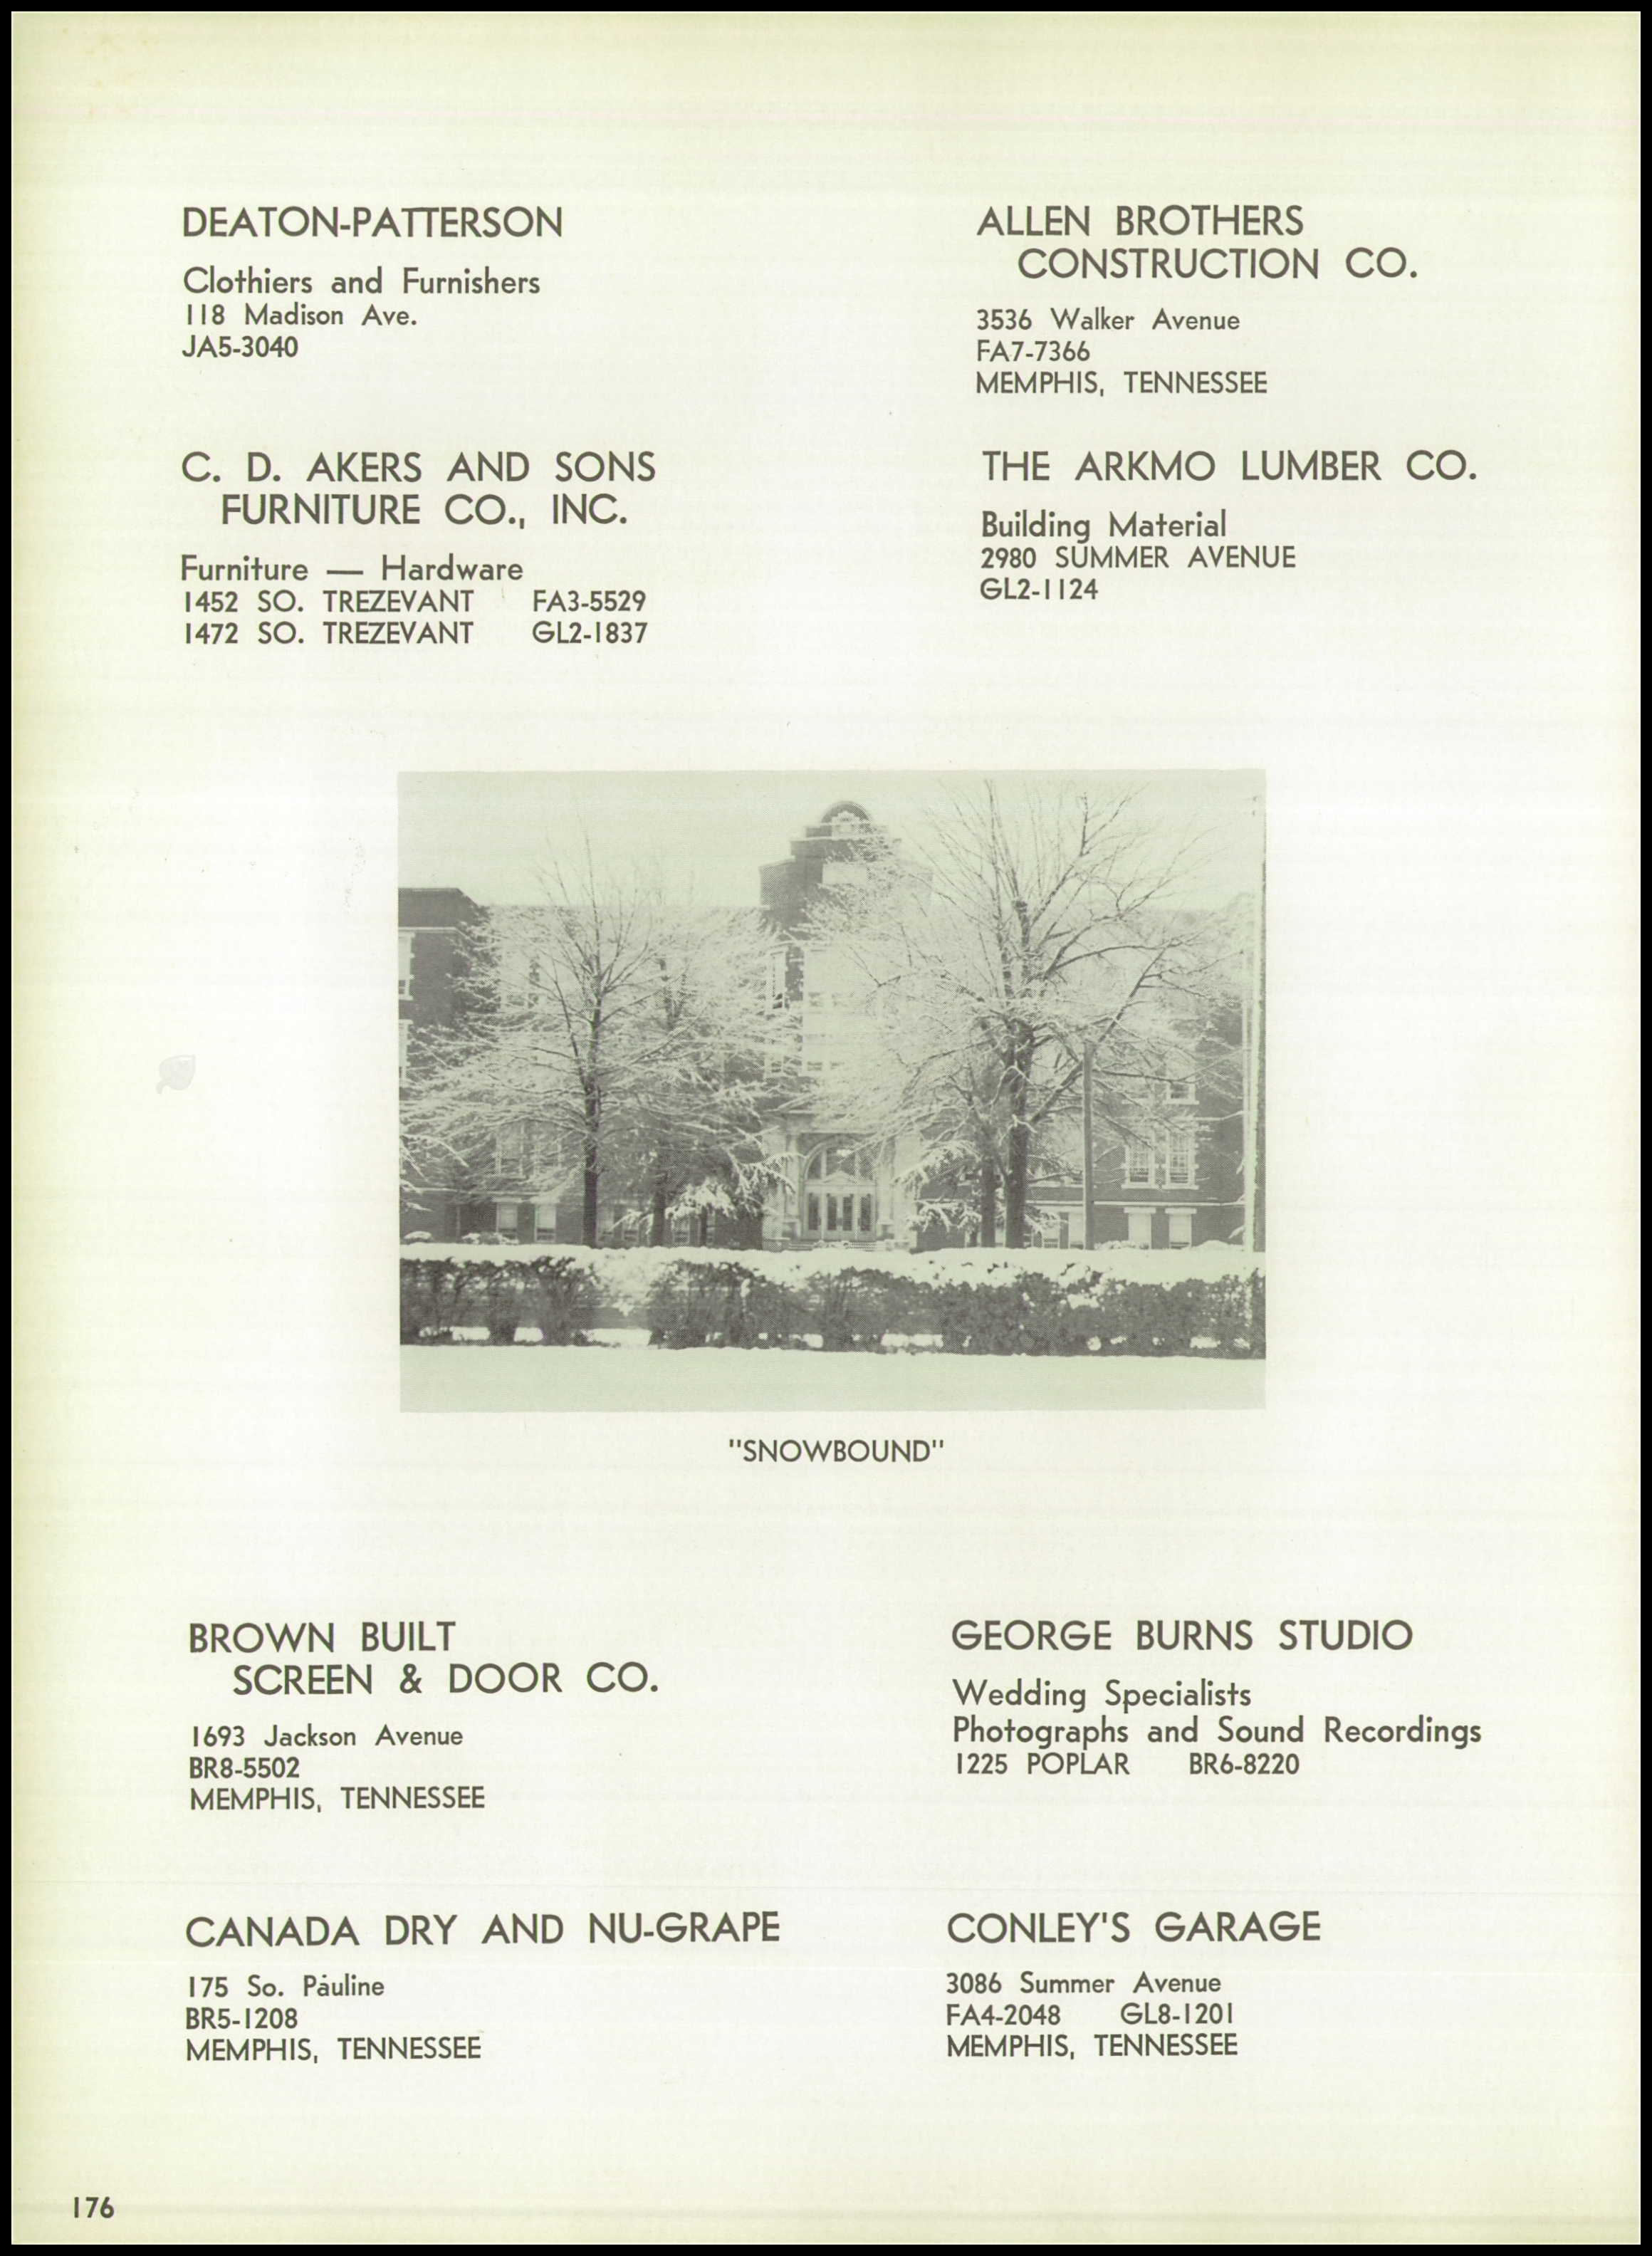 DEATON-PATTERSON
Clothiers and Furnishers
118 Madison Ave.
JA5-3040
ALLEN BROTHERS
CONSTRUCTION CO.
3536 Walker Avenue
FA7-7366
MEMPHIS, TENNESSEE
C. D. AKERS AND SONS
FURNITURE CO., INC.
Furniture — Hardware
1452 SO. TREZEVANT FA3-5529
1472 SO. TREZEVANT GL2-1837
THE ARKMO LUMBER CO.
Building Material
2980 SUMMER AVENUE
GL2-1124
"SNOWBOUND"
BROWN BUILT
SCREEN & DOOR CO.
1693 Jackson Avenue
BR8-5502
MEMPHIS, TENNESSEE
GEORGE BURNS STUDIO
Wedding Specialists
Photographs and Sound Recordings
1225 POPLAR BR6-8220
CANADA DRY AND NU-GRAPE
175 So. Pauline
BR5-1208
MEMPHIS, TENNESSEE
CONLEY'S GARAGE
3086 Summer Avenue
FA4-2048 GL8-1201
MEMPHIS, TENNESSEE
176